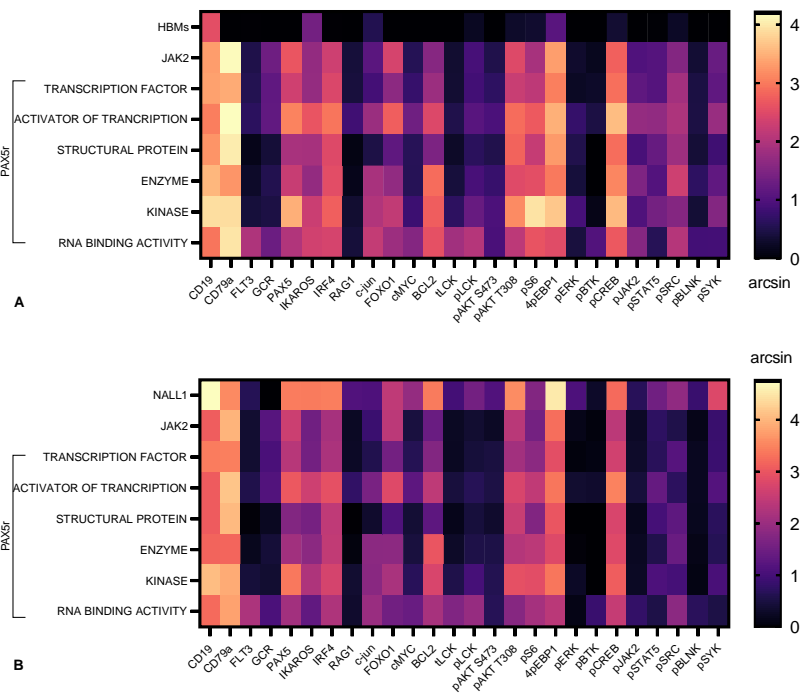 HBMs
JAK2
TRANSCRIPTION FACTOR
ACTIVATOR OF TRANCRIPTION
STRUCTURAL PROTEIN
ENZYME
KINASE
RNA BINDING ACTIVITY
PAX5r
CD19
CD79a
FLT3
GCR
PAX5
IKAROS
IRF4
RAG1
c-jun
FOXO1
cMYC
BCL2
tLCK
pLCK
pAKT S473
pAKT T308
pS6
4pEBP1
pERK
pBTK
pCREB
pJAK2
pSTAT5
pSRC
pBLNK
pSYK
4
3
2
1
0
arcsin
A
arcsin
NALL1
JAK2
TRANSCRIPTION FACTOR
ACTIVATOR OF TRANCRIPTION
STRUCTURAL PROTEIN
ENZYME
KINASE
RNA BINDING ACTIVITY
PAX5r
CD19
CD79a
FLT3
GCR
PAX5
IKAROS
IRF4
RAG1
c-jun
FOXO1
cMYC
BCL2
tLCK
pLCK
pAKT S473
pAKT T308
pS6
4pEBP1
pERK
pBTK
pCREB
pJAK2
pSTAT5
pSRC
pBLNK
pSYK
4
3
2
1
0
B